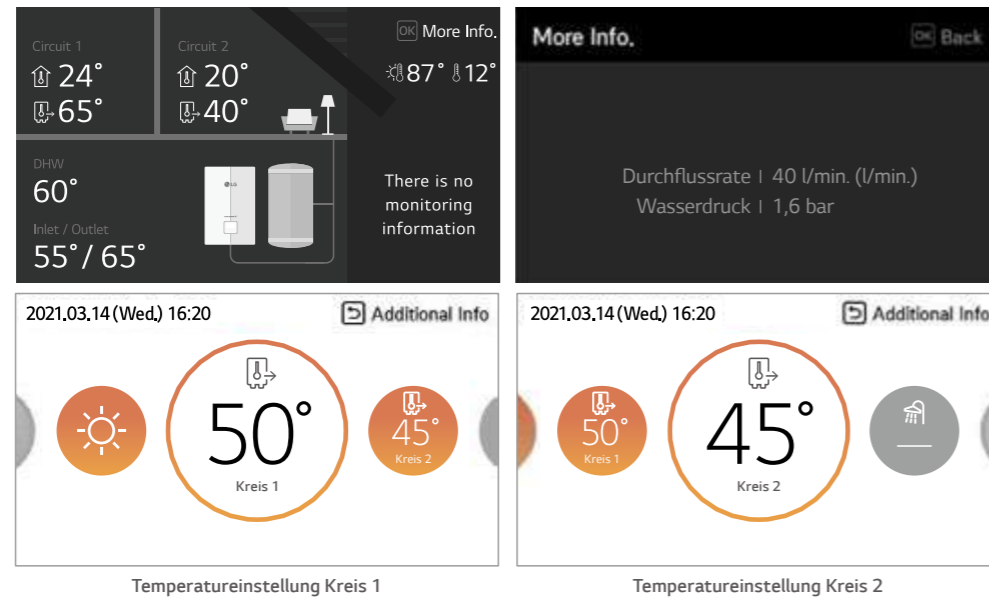 Circuit 1
24°
65°
Circuit 2
20°
40°
OK More Info.
87° 12°
DHW
60°
Inlet / Outlet
55°/ 65°
LG
There is no
monitoring
information
More Info.
OK Back
Durchflussrate | 40 l/min. (l/min.)
Wasserdruck | 1,6 bar
2021.03.14 (Wed.) 16:20
Additional Info
50°
Kreis 1
45°
Kreis 2
Temperatureinstellung Kreis 1
2021.03.14 (Wed.) 16:20
Additional Info
50°
Kreis 1
45°
Kreis 2
Temperatureinstellung Kreis 2